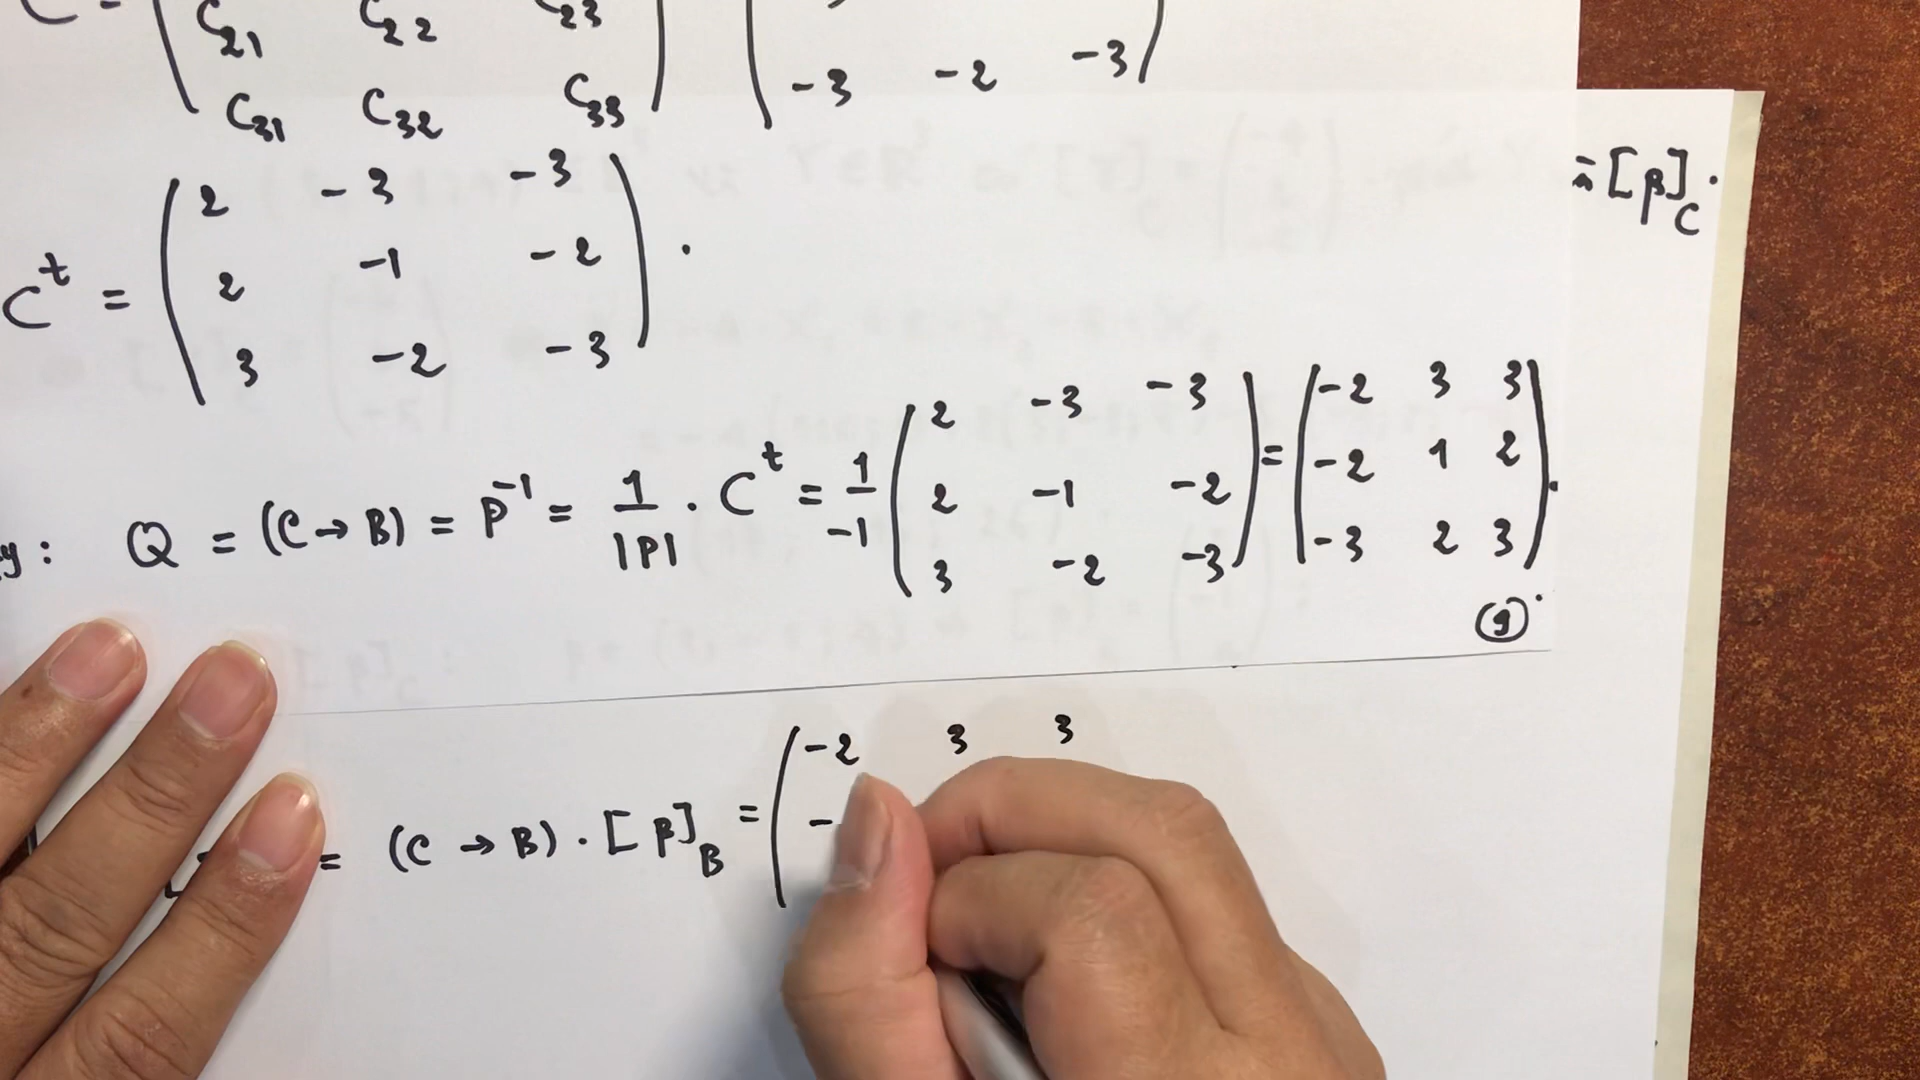 C21 C22 C23
C31 C32 C33 -3 -2 -3
C^t = ( 2 -3 -3
2 -1 -2
3 -2 -3 ) .
[β]_C .
y : Q = (C → B) = P^-1 = 1/|P| . C^t = 1/-1 ( 2 -3 -3 ; 2 -1 -2 ; 3 -2 -3 ) = ( -2 3 3 ; -2 1 2 ; -3 2 3 ) .
= (C → B) . [β]_B = ( -2 3 3
-